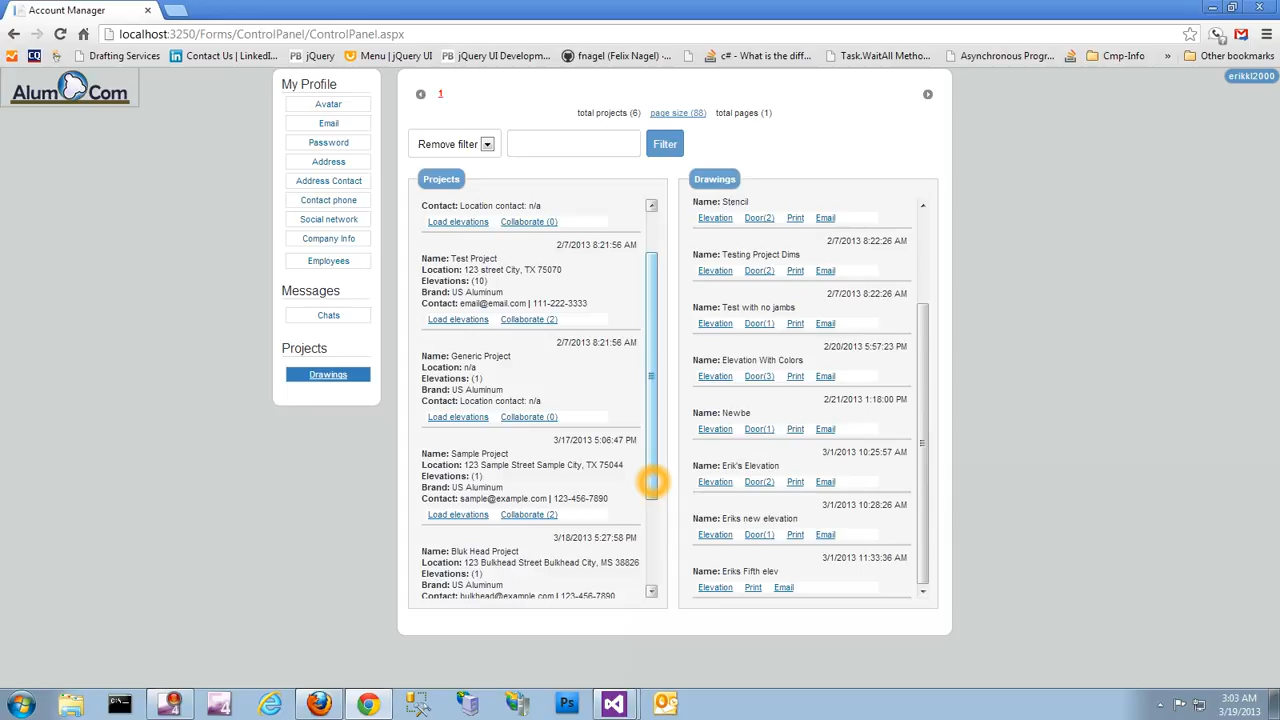 Account Manager
localhost:3250/Forms/ControlPanel/ControlPanel.aspx
Drafting Services
Contact Us | LinkedI...
jQuery
Menu | jQuery UI
jQuery UI Developm...
fnagel (Felix Nagel)...
c# - What is the diff...
Task.WaitAll Metho...
Asynchronous Progr...
Cmp-Info
Other bookmarks
Alum Com
erikkl2000
My Profile
Avatar
Email
Password
Address
Address Contact
Contact phone
Social network
Company Info
Employees
Messages
Chats
Projects
Drawings
1
total projects (6) page size (88) total pages (1)
Remove filter
Filter
Projects
Contact: Location contact: n/a
Load elevations Collaborate (0)
2/7/2013 8:21:56 AM
Name: Test Project
Location: 123 street City, TX 75070
Elevations: (10)
Brand: US Aluminum
Contact: email@email.com | 111-222-3333
Load elevations Collaborate (2)
2/7/2013 8:21:56 AM
Name: Generic Project
Location: n/a
Elevations: (1)
Brand: US Aluminum
Contact: Location contact: n/a
Load elevations Collaborate (0)
3/17/2013 5:06:47 PM
Name: Sample Project
Location: 123 Sample Street Sample City, TX 75044
Elevations: (1)
Brand: US Aluminum
Contact: sample@example.com | 123-456-7890
Load elevations Collaborate (2)
3/18/2013 5:27:58 PM
Name: Bluk Head Project
Location: 123 Bulkhead Street Bulkhead City, MS 38826
Elevations: (1)
Brand: US Aluminum
Contact: bulkhead@example.com | 123-456-7890
Drawings
Name: Stencil
Elevation Door(2) Print Email
2/7/2013 8:22:26 AM
Name: Testing Project Dims
Elevation Door(2) Print Email
2/7/2013 8:22:26 AM
Name: Test with no jambs
Elevation Door(1) Print Email
2/20/2013 5:57:23 PM
Name: Elevation With Colors
Elevation Door(3) Print Email
2/21/2013 1:18:00 PM
Name: Newbe
Elevation Door(1) Print Email
3/1/2013 10:25:57 AM
Name: Erik's Elevation
Elevation Door(2) Print Email
3/1/2013 10:28:26 AM
Name: Eriks new elevation
Elevation Door(1) Print Email
3/1/2013 11:33:36 AM
Name: Eriks Fifth elev
Elevation Print Email
3:03 AM
3/19/2013